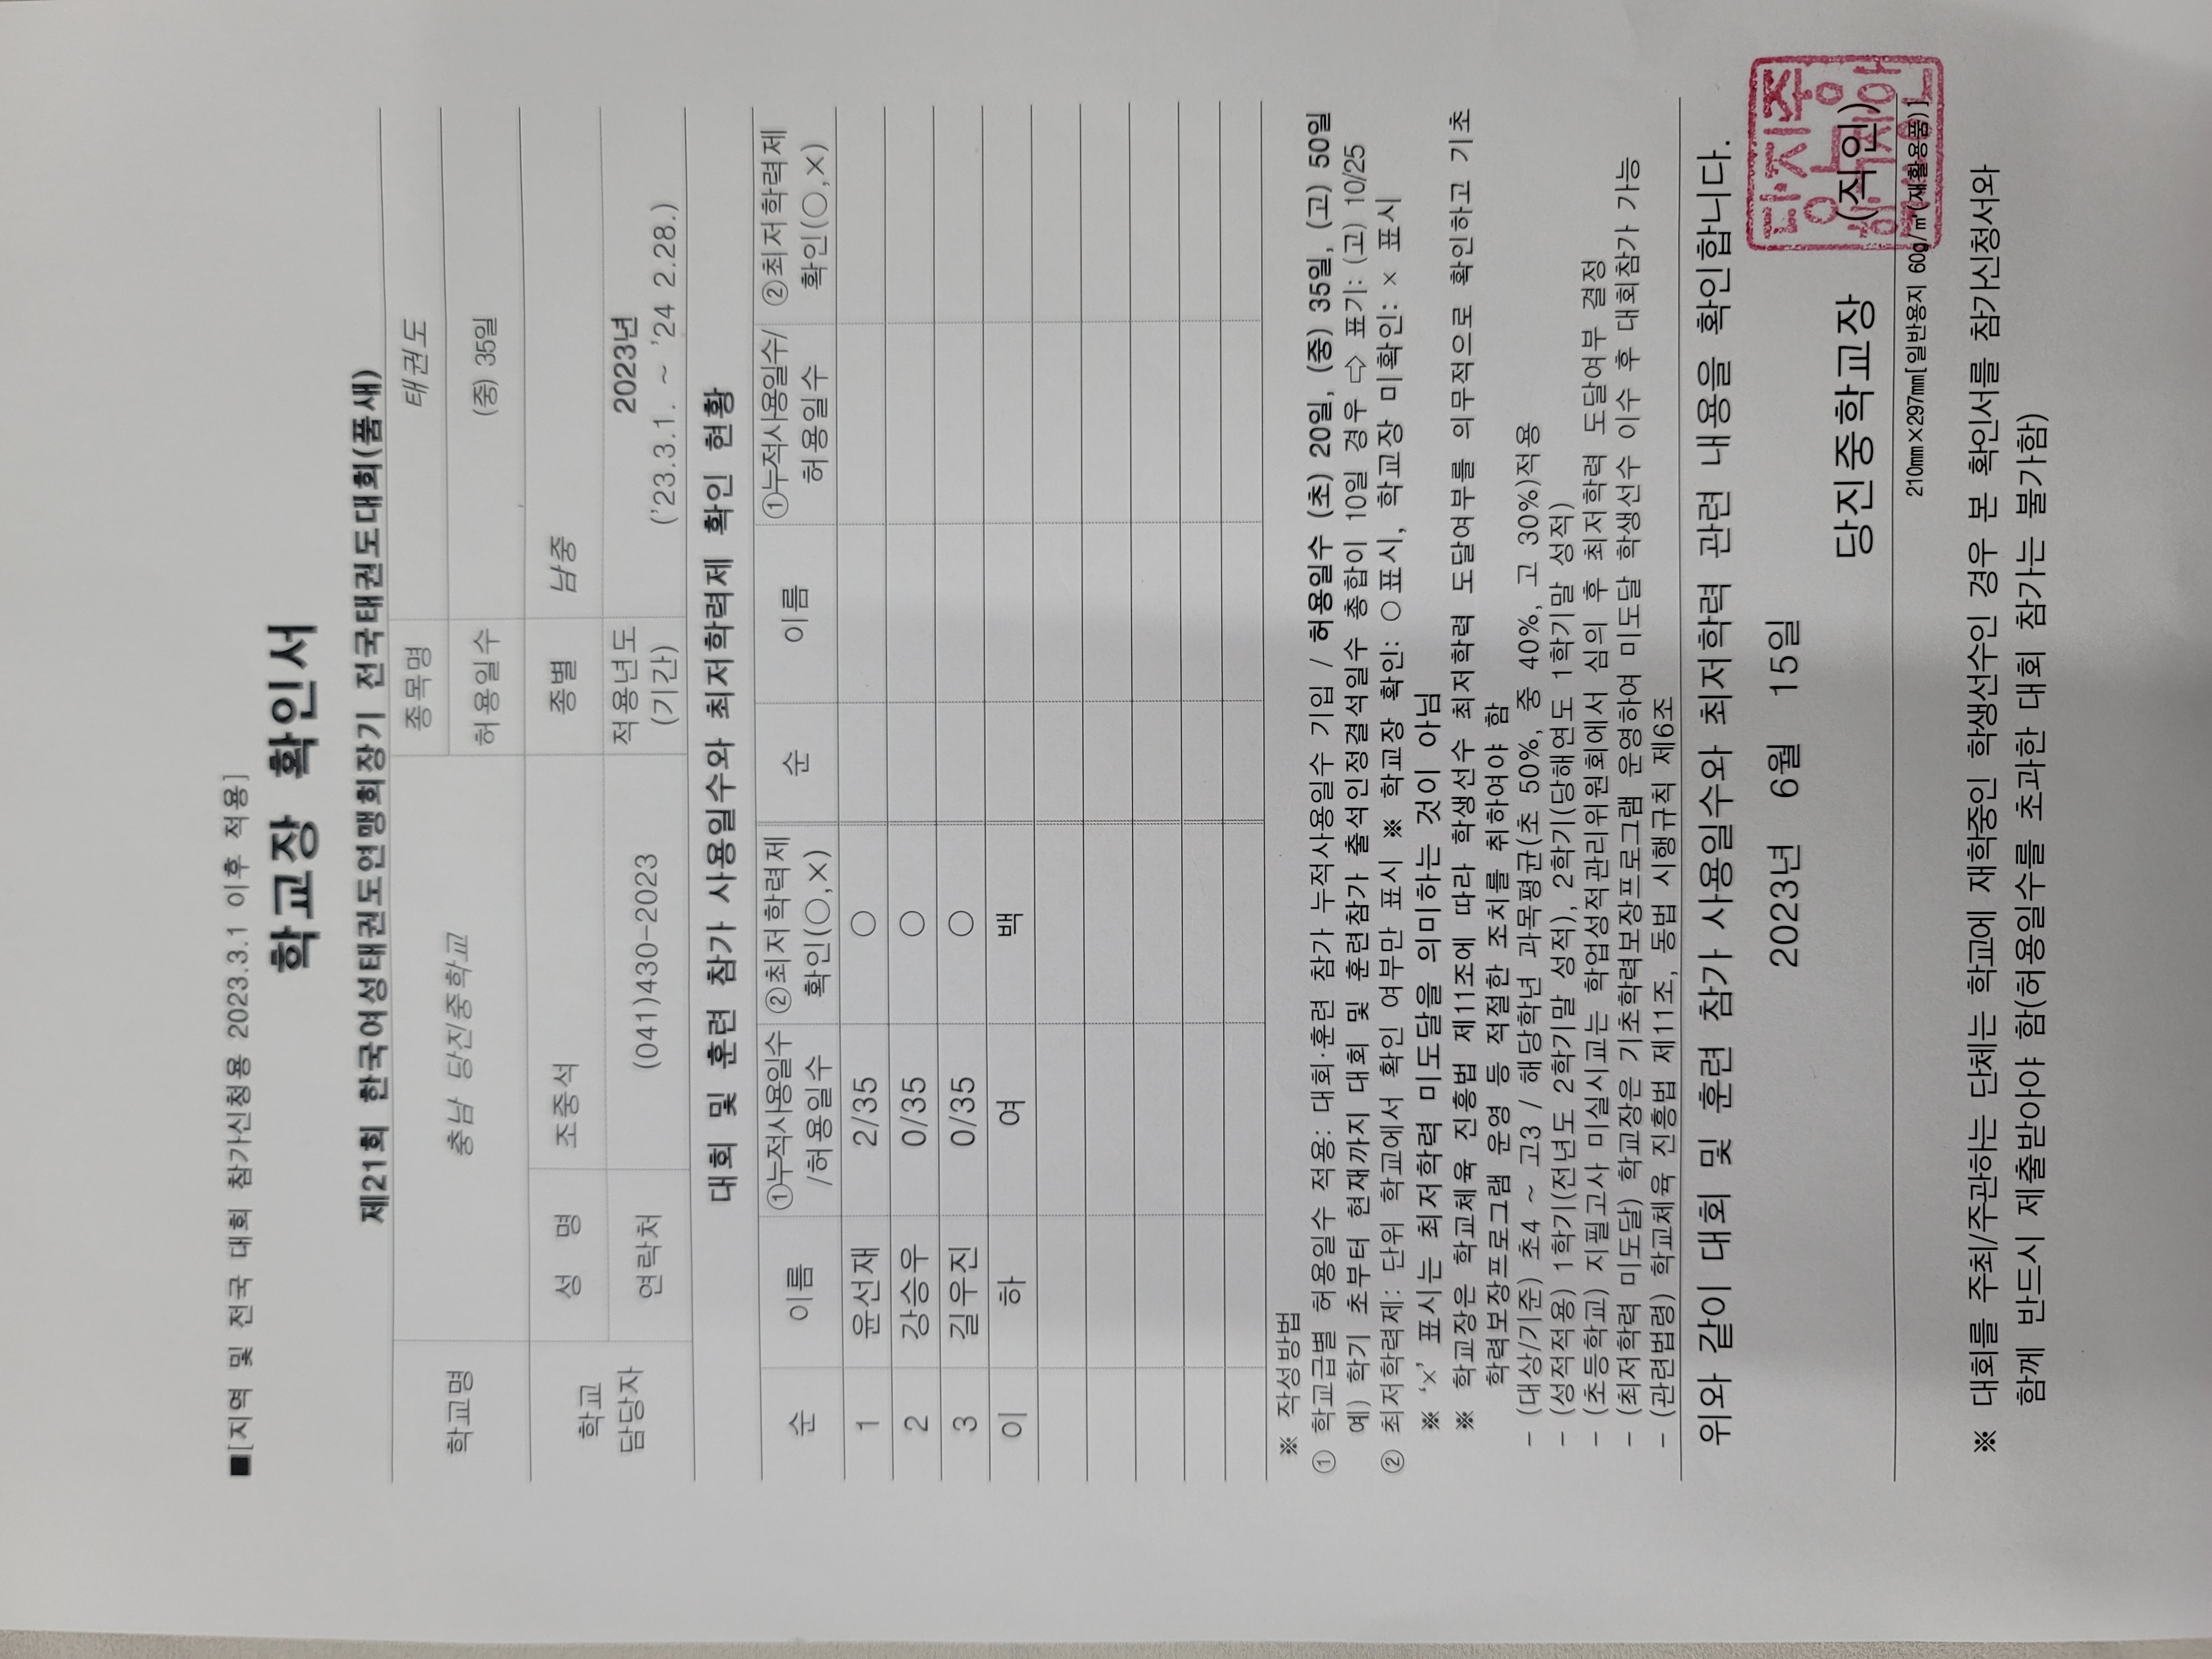 ■[지역 및 전국 대회 참가신청용 2023.3.1 이후 적용]
학교장 확인서
제21회 한국여성태권도연맹회장기 전국태권도대회(품새)
학교명 충남 당진중학교 종목명 태권도
허용일수 (중) 35일
학교 담당자 성 명 조중석 종별 남중
연락처 (041)430-2023 적용년도 (기간) 2023년
('23.3.1. ~ '24 2.28.)
대회 및 훈련 참가 사용일수와 최저학력제 확인 현황
순 이름 ①누적사용일수 /허용일수 ②최저학력제 확인(○,×) 순 이름 ①누적사용일수/ 허용일수 ②최저학력제 확인(○,×)
1 윤선재 2/35 ○
2 강승우 0/35 ○
3 길우진 0/35 ○
이 하 여 백
※ 작성방법
① 학교급별 허용일수 적용: 대회·훈련 참가 누적사용일수 기입 / 허용일수 (초) 20일, (중) 35일, (고) 50일
예) 학기 초부터 현재까지 대회 및 훈련참가 출석인정결석일수 총합이 10일 경우 ⇨ 표기: (고) 10/25
② 최저학력제: 단위 학교에서 확인 여부만 표시 ※ 학교장 확인: ○표시, 학교장 미확인: × 표시
※ '×' 표시는 최저학력 미도달을 의미하는 것이 아님
※ 학교장은 학교체육 진흥법 제11조에 따라 학생선수 최저학력 도달여부를 의무적으로 확인하고 기초
학력보장프로그램 운영 등 적절한 조치를 취하여야 함
- (대상/기준) 초4 ~ 고3 / 해당학년 과목평균(초 50%, 중 40%, 고 30%)적용
- (성적적용) 1학기(전년도 2학기말 성적), 2학기(당해연도 1학기말 성적)
- (초등학교) 지필고사 미실시교는 학업성적관리위원회에서 심의 후 최저학력 도달여부 결정
- (최저학력 미도달) 학교장은 기초학력보장프로그램 운영하여 미도달 학생선수 이수 후 대회참가 가능
- (관련법령) 학교체육 진흥법 제11조, 동법 시행규칙 제6조
위와 같이 대회 및 훈련 참가 사용일수와 최저학력 관련 내용을 확인합니다.
2023년 6월 15일
당진중학교장 (직인)
210㎜×297㎜[일반용지 60g/㎡(재활용품)]
※ 대회를 주최/주관하는 단체는 학교에 재학중인 학생선수인 경우 본 확인서를 참가신청서와
함께 반드시 제출받아야 함(허용일수를 초과한 대회 참가는 불가함)